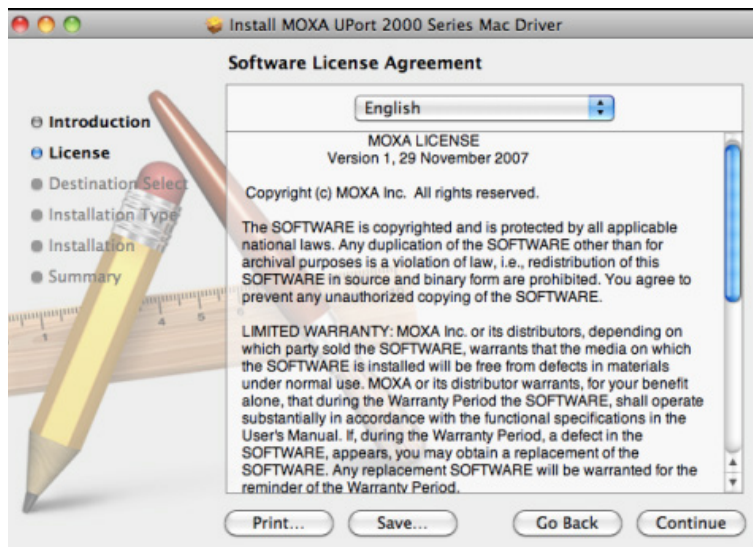 Install MOXA UPort 2000 Series Mac Driver
Software License Agreement
Introduction
License
Destination Select
Installation Type
Installation
Summary
English
MOXA LICENSE
Version 1, 29 November 2007
Copyright (c) MOXA Inc.  All rights reserved.
The SOFTWARE is copyrighted and is protected by all applicable
national laws. Any duplication of the SOFTWARE other than for
archival purposes is a violation of law, i.e., redistribution of this
SOFTWARE in source and binary form are prohibited. You agree to
prevent any unauthorized copying of the SOFTWARE.
LIMITED WARRANTY: MOXA Inc. or its distributors, depending on
which party sold the SOFTWARE, warrants that the media on which
the SOFTWARE is installed will be free from defects in materials
under normal use. MOXA or its distributor warrants, for your benefit
alone, that during the Warranty Period the SOFTWARE, shall operate
substantially in accordance with the functional specifications in the
User's Manual. If, during the Warranty Period, a defect in the
SOFTWARE, appears, you may obtain a replacement of the
SOFTWARE. Any replacement SOFTWARE will be warranted for the
reminder of the Warranty Period.
1 4 5
Print... Save... Go Back Continue